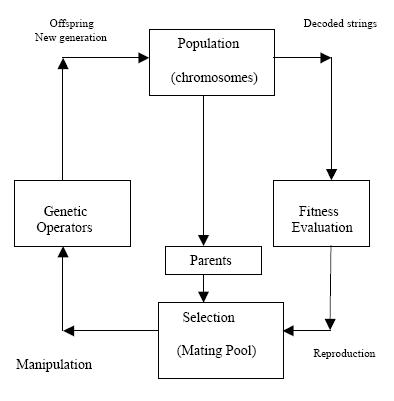 Offspring
New generation
Population
(chromosomes)
Decoded strings
Genetic
Operators
Fitness
Evaluation
Parents
Selection
(Mating Pool)
Manipulation
Reproduction